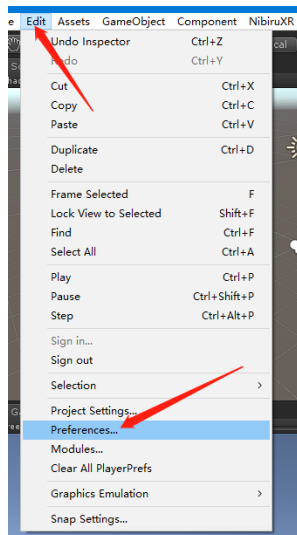 e Edit Assets GameObject Component NibiruXR
Undo Inspector Ctrl+Z
Redo Ctrl+Y
Cut Ctrl+X
Copy Ctrl+C
Paste Ctrl+V
Duplicate Ctrl+D
Delete
Frame Selected F
Lock View to Selected Shift+F
Find Ctrl+F
Select All Ctrl+A
Play Ctrl+P
Pause Ctrl+Shift+P
Step Ctrl+Alt+P
Sign in...
Sign out
Selection >
Project Settings...
Preferences...
Modules...
Clear All PlayerPrefs
Graphics Emulation >
Snap Settings...